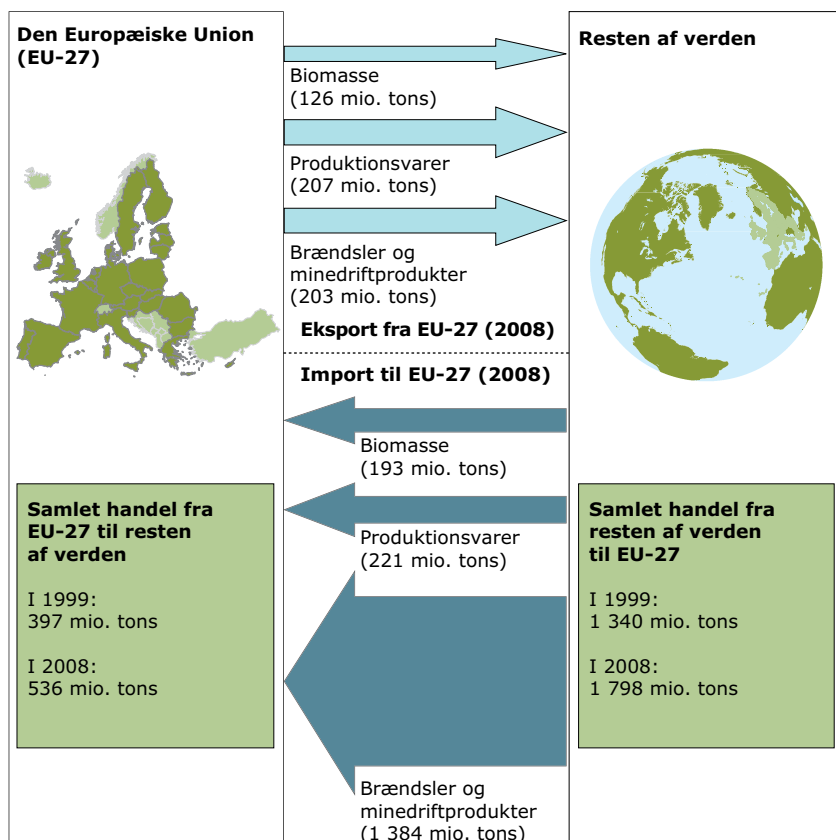 Den Europæiske Union
(EU-27)
Biomasse
(126 mio. tons)
Produktionsvarer
(207 mio. tons)
Brændsler og
minedriftprodukter
(203 mio. tons)
Eksport fra EU-27 (2008)
Import til EU-27 (2008)
Biomasse
(193 mio. tons)
Produktionsvarer
(221 mio. tons)
Brændsler og
minedriftprodukter
(1 384 mio. tons)
Resten af verden
Samlet handel fra
EU-27 til resten
af verden
I 1999:
397 mio. tons
I 2008:
536 mio. tons
Samlet handel fra
resten af verden
til EU-27
I 1999:
1 340 mio. tons
I 2008:
1 798 mio. tons